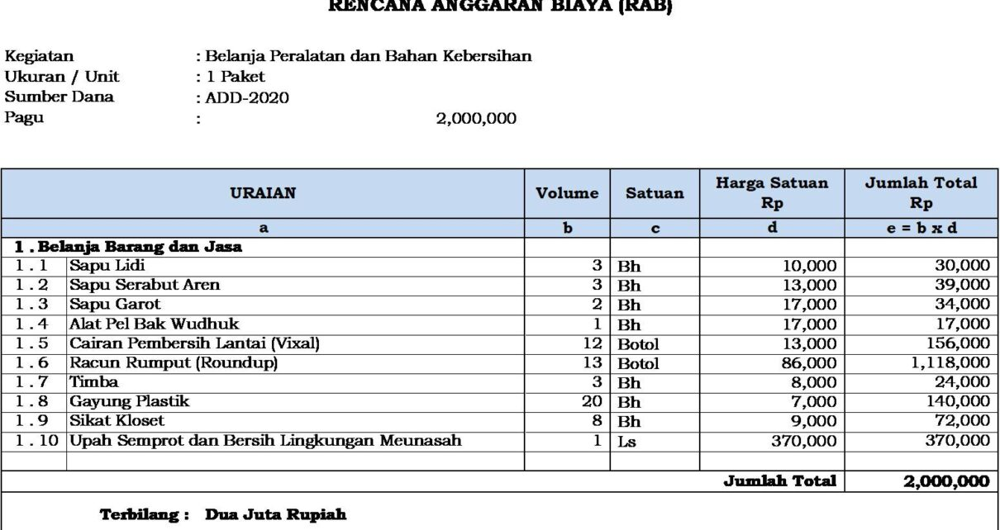 RENCANA ANGGARAN BIAYA (RAB)
Kegiatan : Belanja Peralatan dan Bahan Kebersihan
Ukuran / Unit : 1 Paket
Sumber Dana : ADD-2020
Pagu : 2,000,000
URAIAN Volume Satuan Harga Satuan Rp Jumlah Total Rp
a b c d e = b x d
1 . Belanja Barang dan Jasa
1 . 1 Sapu Lidi 3 Bh 10,000 30,000
1 . 2 Sapu Serabut Aren 3 Bh 13,000 39,000
1 . 3 Sapu Garot 2 Bh 17,000 34,000
1 . 4 Alat Pel Bak Wudhuk 1 Bh 17,000 17,000
1 . 5 Cairan Pembersih Lantai (Vixal) 12 Botol 13,000 156,000
1 . 6 Racun Rumput (Roundup) 13 Botol 86,000 1,118,000
1 . 7 Timba 3 Bh 8,000 24,000
1 . 8 Gayung Plastik 20 Bh 7,000 140,000
1 . 9 Sikat Kloset 8 Bh 9,000 72,000
1 . 10 Upah Semprot dan Bersih Lingkungan Meunasah 1 Ls 370,000 370,000
Jumlah Total 2,000,000
Terbilang : Dua Juta Rupiah